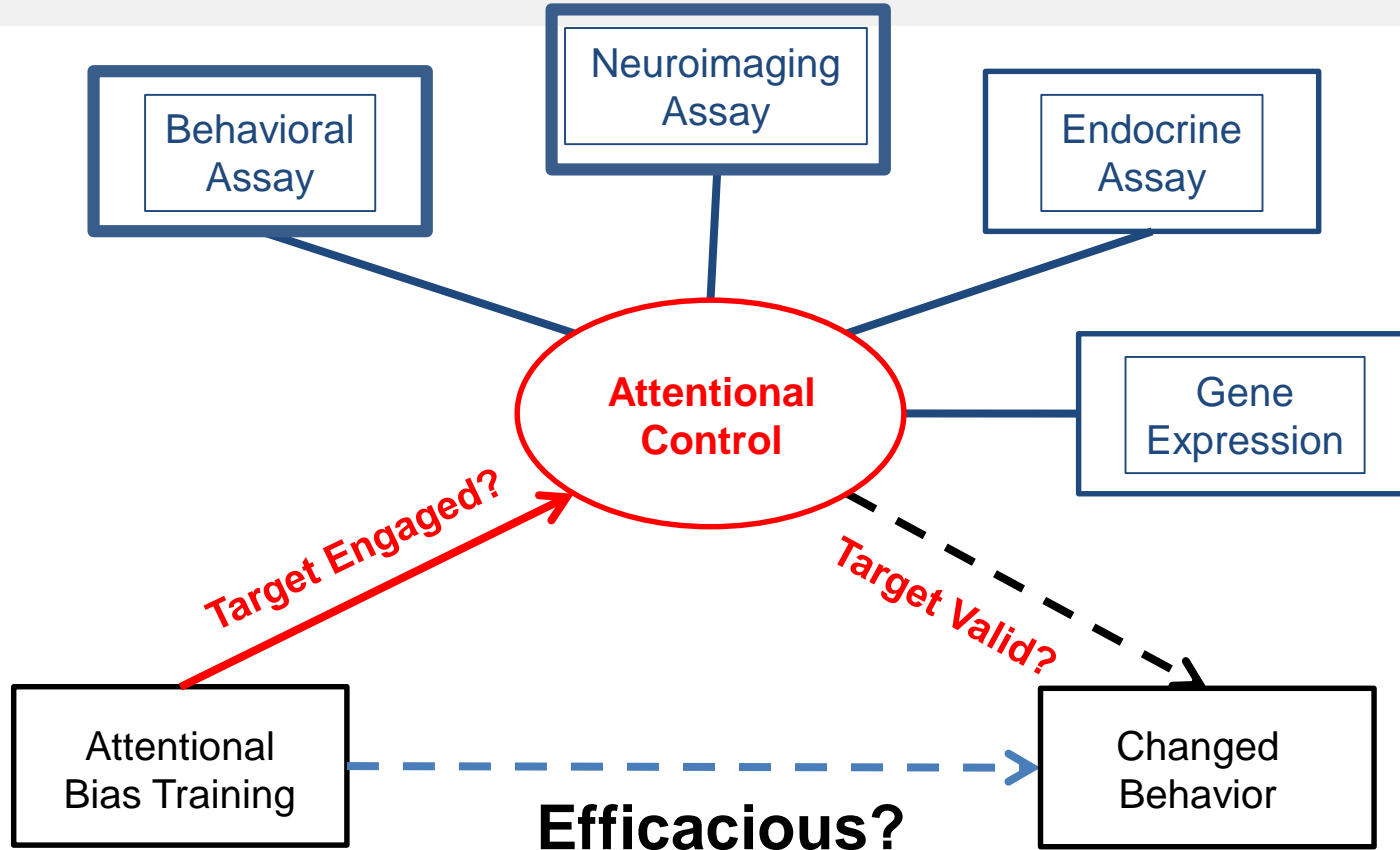 Neuroimaging
Assay
Behavioral
Assay
Endocrine
Assay
Attentional
Control
Gene
Expression
Target Engaged?
Target Valid?
Attentional
Bias Training
Changed
Behavior
Efficacious?